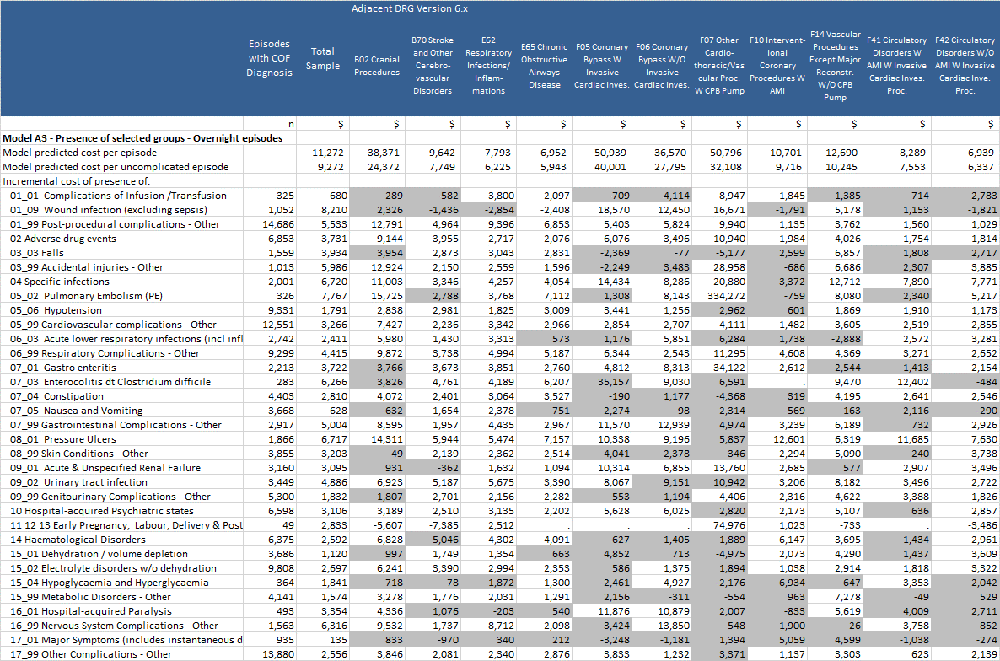 Adjacent DRG Version 6.x
Episodes with COF Diagnosis Total Sample B02 Cranial Procedures B70 Stroke and Other Cerebro-vascular Disorders E62 Respiratory Infections/ Inflam-mations E65 Chronic Obstructive Airways Disease F05 Coronary Bypass W Invasive Cardiac Inves. F06 Coronary Bypass W/O Invasive Cardiac Inves. F07 Other Cardio-thoracic/Vas cular Proc. W CPB Pump F10 Intervent-ional Coronary Procedures W AMI F14 Vascular Procedures Except Major Reconstr. W/O CPB Pump F41 Circulatory Disorders W AMI W Invasive Cardiac Inves. Proc. F42 Circulatory Disorders W/O AMI W Invasive Cardiac Inve. Proc.
n $ $ $ $ $ $ $ $ $ $ $ $
Model A3 - Presence of selected groups - Overnight episodes
Model predicted cost per episode 11,272 38,371 9,642 7,793 6,952 50,939 36,570 50,796 10,701 12,690 8,289 6,939
Model predicted cost per uncomplicated episode 9,272 24,372 7,749 6,225 5,943 40,001 27,795 32,108 9,716 10,245 7,553 6,337
Incremental cost of presence of:
01_01 Complications of Infusion /Transfusion 325 -680 289 -582 -3,800 -2,097 -709 -4,114 -8,947 -1,845 -1,385 -714 2,783
01_09 Wound infection (excluding sepsis) 1,052 8,210 2,326 -1,436 -2,854 -2,408 18,570 12,450 16,671 -1,791 5,178 1,153 -1,821
01_99 Post-procedural complications - Other 14,686 5,533 12,791 4,964 9,396 6,853 5,403 5,824 9,940 1,135 3,762 1,560 1,029
02 Adverse drug events 6,853 3,731 9,144 3,955 2,717 2,076 6,076 3,496 10,940 1,984 4,026 1,754 1,814
03_03 Falls 1,559 3,934 3,954 2,873 3,043 2,831 -2,369 -77 -5,177 2,599 6,857 1,808 2,717
03_99 Accidental injuries - Other 1,013 5,986 12,924 2,150 2,559 1,596 -2,249 3,483 28,958 -686 6,686 2,307 3,885
04 Specific infections 2,001 6,720 11,003 3,346 4,257 4,054 14,434 8,286 20,880 3,372 12,712 7,890 7,771
05_02 Pulmonary Embolism (PE) 326 7,767 15,725 2,788 3,768 7,112 1,308 8,143 334,272 -759 8,080 2,340 5,217
05_06 Hypotension 9,331 1,791 2,838 2,981 1,825 3,009 3,441 1,256 2,962 601 1,869 1,910 1,173
05_99 Cardiovascular complications - Other 12,551 3,266 7,427 2,236 3,342 2,966 2,854 2,707 4,111 1,482 3,605 2,519 2,855
06_03 Acute lower respiratory infections (incl infl 2,742 2,411 5,980 1,430 3,313 573 1,176 5,851 6,284 1,738 -2,888 2,572 3,281
06_99 Respiratory Complications - Other 9,299 4,415 9,872 3,738 4,994 5,187 6,344 2,543 11,295 4,608 4,369 3,271 2,652
07_01 Gastro enteritis 2,213 3,722 3,766 3,673 3,851 2,760 4,812 8,313 34,122 2,612 2,544 1,413 2,154
07_03 Enterocolitis dt Clostridium difficile 283 6,266 3,826 4,761 4,189 6,207 35,157 9,030 6,591 . 9,470 12,402 -484
07_04 Constipation 4,403 2,810 4,072 2,401 3,064 3,527 -190 1,177 -4,368 319 4,195 2,641 2,546
07_05 Nausea and Vomiting 3,668 628 -632 1,654 2,378 751 -2,274 98 2,314 -569 163 2,116 -290
07_99 Gastrointestinal Complications - Other 2,917 5,004 8,595 1,957 4,435 2,967 11,570 12,939 4,974 3,239 6,189 732 2,926
08_01 Pressure Ulcers 1,866 6,717 14,311 5,944 5,474 7,157 10,338 9,196 5,837 12,601 6,319 11,685 7,630
08_99 Skin Conditions - Other 3,855 3,203 49 2,139 2,362 2,514 4,041 2,378 346 2,294 5,090 240 3,738
09_01 Acute & Unspecified Renal Failure 3,160 3,095 931 -362 1,632 1,094 10,314 6,855 13,760 2,685 577 2,907 3,496
09_02 Urinary tract infection 3,449 4,886 6,923 5,187 5,675 3,390 8,067 9,151 10,942 3,206 8,182 3,496 2,722
09_99 Genitourinary Complications - Other 5,300 1,832 1,807 2,701 2,156 2,282 553 1,194 4,406 2,316 4,622 3,388 1,826
10 Hospital-acquired Psychiatric states 6,598 3,106 3,189 2,510 3,135 2,202 5,628 6,025 2,820 2,173 5,107 636 2,857
11 12 13 Early Pregnancy, Labour, Delivery & Post 49 2,833 -5,607 -7,385 2,512 . . . 74,976 1,023 -733 . -3,486
14 Haematological Disorders 6,375 2,592 6,828 5,046 4,302 4,091 -627 1,405 1,889 6,147 3,695 1,434 2,961
15_01 Dehydration / volume depletion 3,686 1,120 997 1,749 1,354 663 4,852 713 -4,975 2,073 4,290 1,437 3,609
15_02 Electrolyte disorders w/o dehydration 9,808 2,697 6,241 3,390 2,994 2,353 586 1,375 1,894 1,038 2,914 1,818 3,322
15_04 Hypoglycaemia and Hyperglycaemia 364 1,841 718 78 1,872 1,300 -2,461 4,927 -2,176 6,934 -647 3,353 2,042
15_99 Metabolic Disorders - Other 4,141 1,574 3,278 1,776 2,031 1,291 2,156 -311 -554 963 7,278 -49 529
16_01 Hospital-acquired Paralysis 493 3,354 4,336 1,076 -203 540 11,876 10,879 2,007 -833 5,619 4,009 2,711
16_99 Nervous System Complications - Other 1,563 6,316 9,532 1,737 8,712 2,098 3,424 13,850 -548 1,900 -26 3,758 -852
17_01 Major Symptoms (includes instantaneous d 935 135 833 -970 340 212 -3,248 -1,181 1,394 5,059 4,599 -1,038 -274
17_99 Other Complications - Other 13,880 2,556 3,846 2,081 2,340 2,876 3,833 1,232 3,371 1,137 3,308 623 2,139